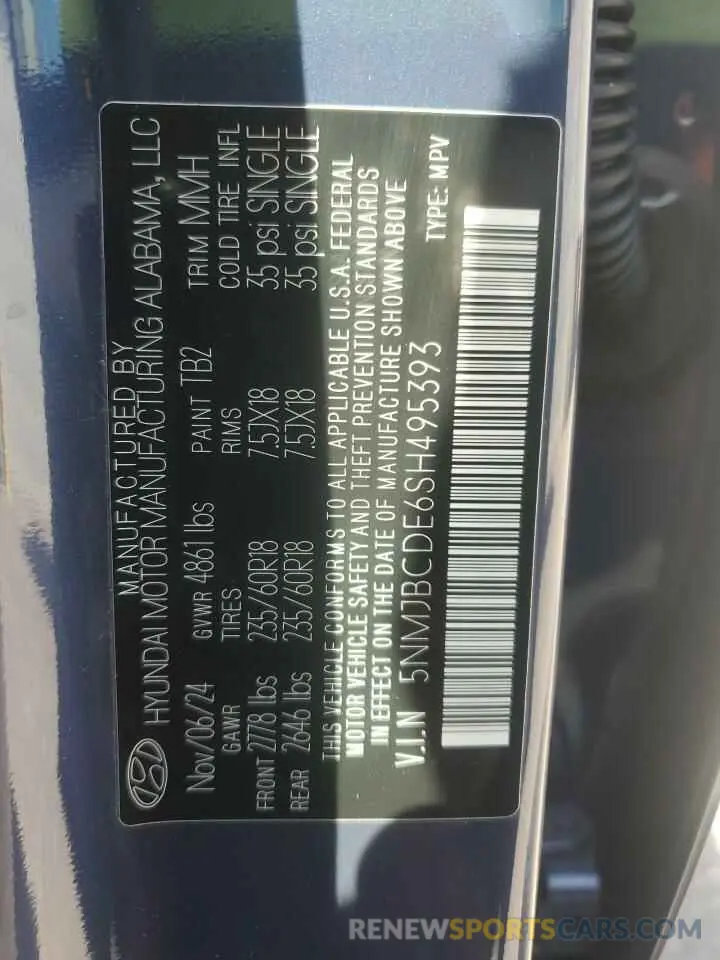 MANUFACTURED BY
HYUNDAI MOTOR MANUFACTURING ALABAMA, LLC
Nov/06/24 GVWR 4861 lbs PAINT TB2 TRIM MMH
GAWR TIRES RIMS COLD TIRE INFL
FRONT 2778 lbs 235/60R18 7.5JX18 35 psi SINGLE
REAR 2646 lbs 235/60R18 7.5JX18 35 psi SINGLE
THIS VEHICLE CONFORMS TO ALL APPLICABLE U.S.A. FEDERAL
MOTOR VEHICLE SAFETY AND THEFT PREVENTION STANDARDS
IN EFFECT ON THE DATE OF MANUFACTURE SHOWN ABOVE
V.I.N 5NMJBCDE6SH495393 TYPE: MPV
RENEWSPORTSCARS.COM